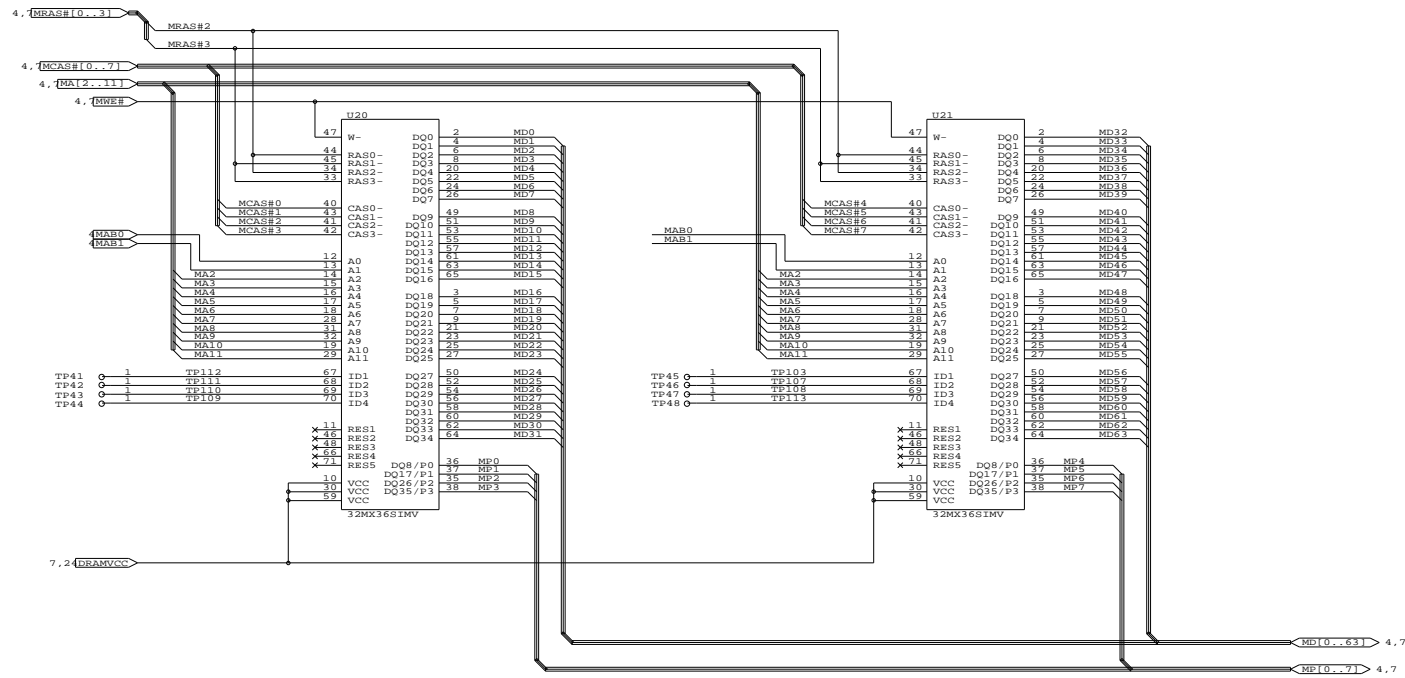 4,7 MRAS#[0..3]
MRAS#2
MRAS#3
4,7 MCAS#[0..7]
4,7 MA[2..11]
4,7 MWE#
U20
47 W- DQ0 2 MD0
DQ1 4 MD1
44 RAS0- DQ2 6 MD2
45 RAS1- DQ3 8 MD3
34 RAS2- DQ4 20 MD4
33 RAS3- DQ5 22 MD5
DQ6 24 MD6
DQ7 26 MD7
MCAS#0 40 CAS0-
MCAS#1 43 CAS1- DQ9 49 MD8
MCAS#2 41 CAS2- DQ10 51 MD9
MCAS#3 42 CAS3- DQ11 53 MD10
4 MAB0 DQ12 55 MD11
4 MAB1 DQ13 57 MD12
12 A0 DQ14 61 MD13
13 A1 DQ15 63 MD14
MA2 14 A2 DQ16 65 MD15
MA3 15 A3
MA4 16 A4 DQ18 3 MD16
MA5 17 A5 DQ19 5 MD17
MA6 18 A6 DQ20 7 MD18
MA7 28 A7 DQ21 9 MD19
MA8 31 A8 DQ22 21 MD20
MA9 32 A9 DQ23 23 MD21
MA10 19 A10 DQ24 25 MD22
MA11 29 A11 DQ25 27 MD23
TP41 1 TP112 67 ID1 DQ27 50 MD24
TP42 1 TP111 68 ID2 DQ28 52 MD25
TP43 1 TP110 69 ID3 DQ29 54 MD26
TP44 1 TP109 70 ID4 DQ30 56 MD27
DQ31 58 MD28
DQ32 60 MD29
11 RES1 DQ33 62 MD30
46 RES2 DQ34 64 MD31
48 RES3
66 RES4
71 RES5 DQ8/P0 36 MP0
DQ17/P1 37 MP1
10 VCC DQ26/P2 35 MP2
30 VCC DQ35/P3 38 MP3
59 VCC
32MX36SIMV
7,24 DRAMVCC
U21
47 W- DQ0 2 MD32
DQ1 4 MD33
44 RAS0- DQ2 6 MD34
45 RAS1- DQ3 8 MD35
34 RAS2- DQ4 20 MD36
33 RAS3- DQ5 22 MD37
DQ6 24 MD38
DQ7 26 MD39
MCAS#4 40 CAS0-
MCAS#5 43 CAS1- DQ9 49 MD40
MCAS#6 41 CAS2- DQ10 51 MD41
MCAS#7 42 CAS3- DQ11 53 MD42
MAB0 DQ12 55 MD43
MAB1 DQ13 57 MD44
12 A0 DQ14 61 MD45
13 A1 DQ15 63 MD46
MA2 14 A2 DQ16 65 MD47
MA3 15 A3
MA4 16 A4 DQ18 3 MD48
MA5 17 A5 DQ19 5 MD49
MA6 18 A6 DQ20 7 MD50
MA7 28 A7 DQ21 9 MD51
MA8 31 A8 DQ22 21 MD52
MA9 32 A9 DQ23 23 MD53
MA10 19 A10 DQ24 25 MD54
MA11 29 A11 DQ25 27 MD55
TP45 1 TP103 67 ID1 DQ27 50 MD56
TP46 1 TP107 68 ID2 DQ28 52 MD57
TP47 1 TP108 69 ID3 DQ29 54 MD58
TP48 1 TP113 70 ID4 DQ30 56 MD59
DQ31 58 MD60
DQ32 60 MD61
11 RES1 DQ33 62 MD62
46 RES2 DQ34 64 MD63
48 RES3
66 RES4
71 RES5 DQ8/P0 36 MP4
DQ17/P1 37 MP5
10 VCC DQ26/P2 35 MP6
30 VCC DQ35/P3 38 MP7
59 VCC
32MX36SIMV
MD[0..63] 4,7
MP[0..7] 4,7